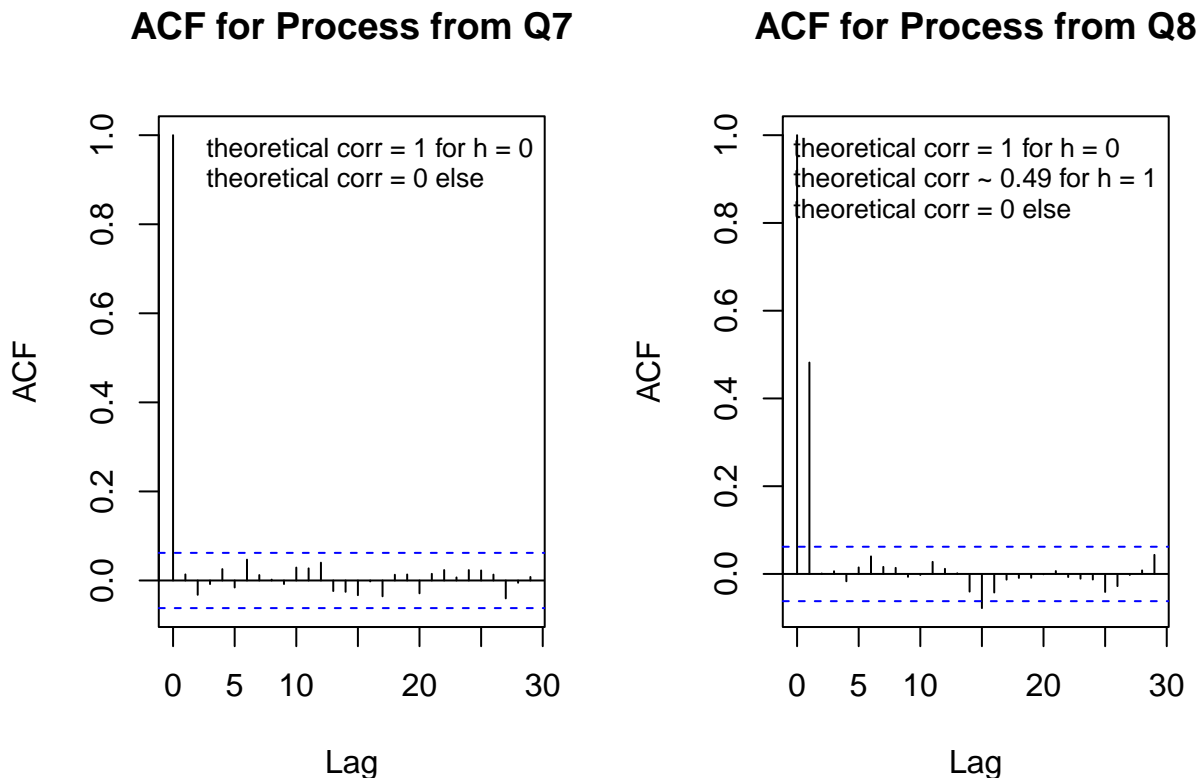 ACF for Process from Q7
theoretical corr = 1 for h = 0
theoretical corr = 0 else
ACF
1.0
0.8
0.6
0.4
0.2
0.0
0 5 10 20 30
Lag
ACF for Process from Q8
theoretical corr = 1 for h = 0
theoretical corr ~ 0.49 for h = 1
theoretical corr = 0 else
ACF
1.0
0.8
0.6
0.4
0.2
0.0
0 5 10 20 30
Lag